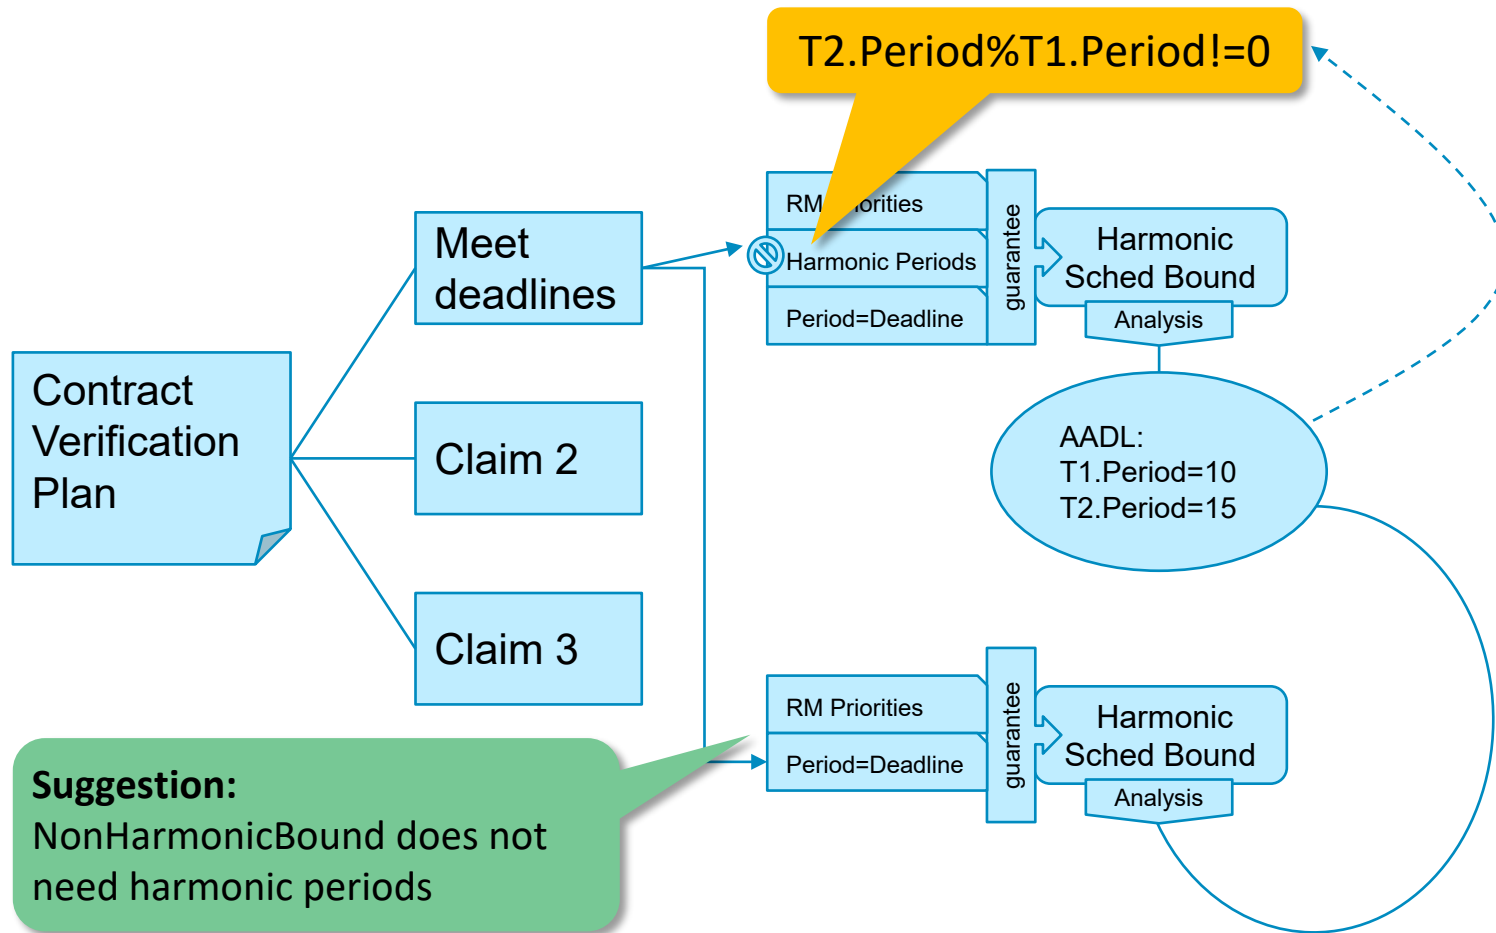 T2.Period%T1.Period!=0
RM
orities
Harmonic Periods
Period=Deadline
guarantee
Harmonic
Sched Bound
Analysis
Meet
deadlines
Contract
Verification
Plan
Claim 2
Claim 3
AADL:
T1.Period=10
T2.Period=15
RM Priorities
Period=Deadline
guarantee
Harmonic
Sched Bound
Analysis
Suggestion:
NonHarmonicBound does not
need harmonic periods